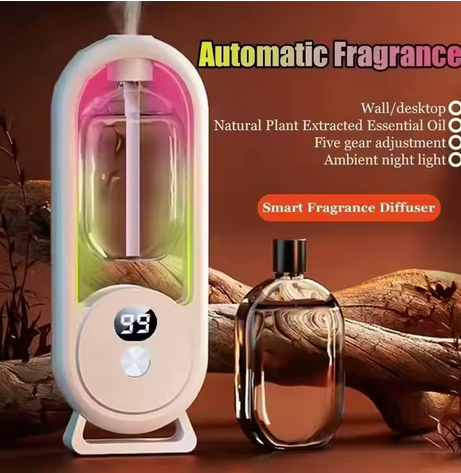 Automatic Fragrance
Wall/desktop
Natural Plant Extracted Essential Oil
Five gear adjustment
Ambient night light
Smart Fragrance Diffuser
99